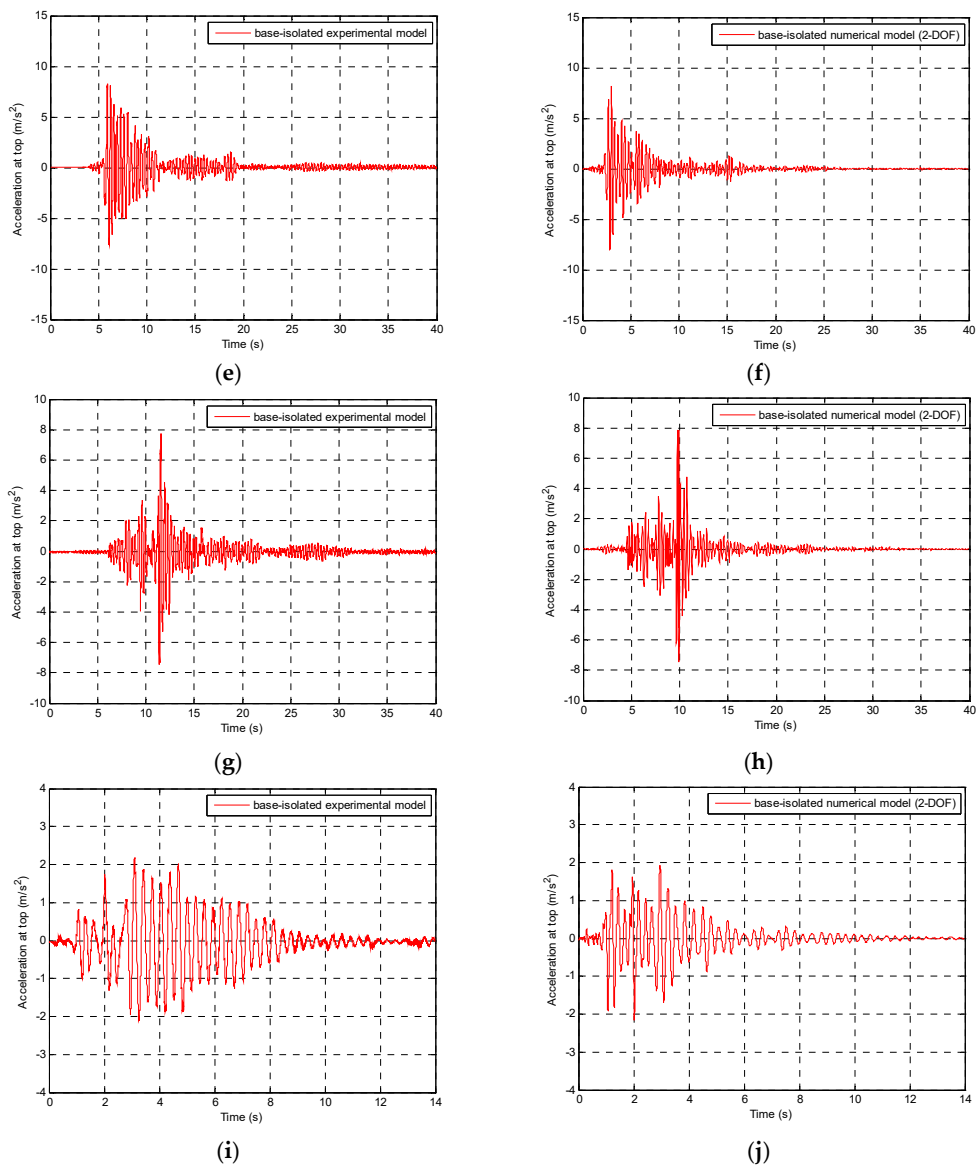 15
10
5
0
-5
-10
-15
Acceleration at top (m/s²)
base-isolated experimental model
0 5 10 15 20 25 30 35 40
Time (s)
(e)
15
10
5
0
-5
-10
-15
Acceleration at top (m/s²)
base-isolated numerical model (2-DOF)
0 5 10 15 20 25 30 35 40
Time (s)
(f)
10
8
6
4
2
0
-2
-4
-6
-8
-10
Acceleration at top (m/s²)
base-isolated experimental model
0 5 10 15 20 25 30 35 40
Time (s)
(g)
10
8
6
4
2
0
-2
-4
-6
-8
-10
Acceleration at top (m/s²)
base-isolated numerical model (2-DOF)
0 5 10 15 20 25 30 35 40
Time (s)
(h)
4
3
2
1
0
-1
-2
-3
-4
Acceleration at top (m/s²)
base-isolated experimental model
0 2 4 6 8 10 12 14
Time (s)
(i)
4
3
2
1
0
-1
-2
-3
-4
Acceleration at top (m/s²)
base-isolated numerical model (2-DOF)
0 2 4 6 8 10 12 14
Time (s)
(j)